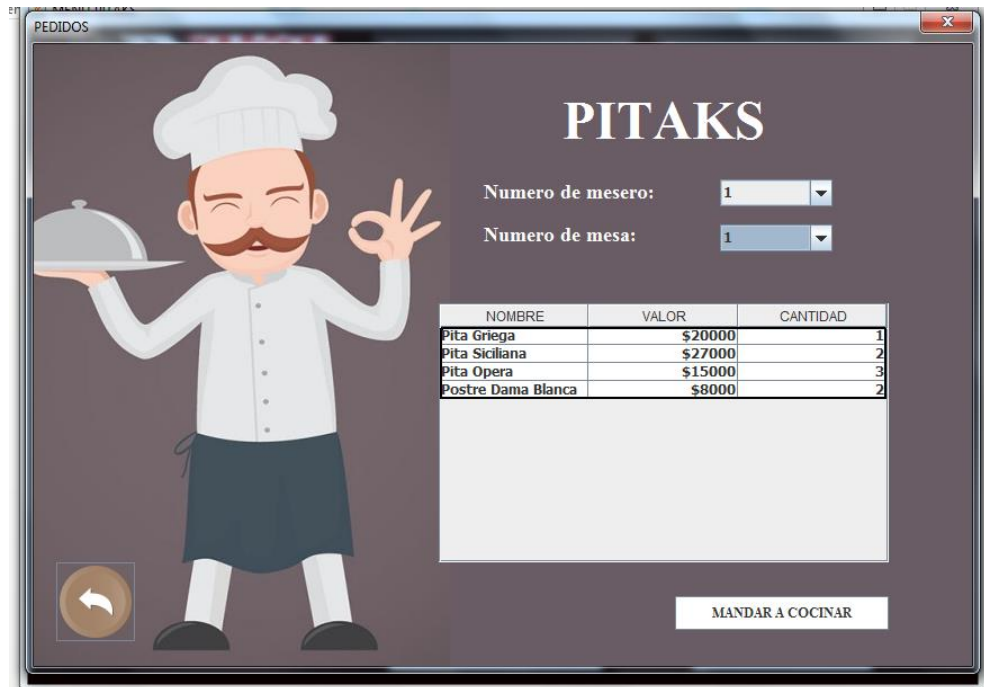 PEDIDOS
PITAKS
Numero de mesero: 1
Numero de mesa: 1
NOMBRE VALOR CANTIDAD
Pita Griega $20000 1
Pita Siciliana $27000 2
Pita Opera $15000 3
Postre Dama Blanca $8000 2
MANDAR A COCINAR